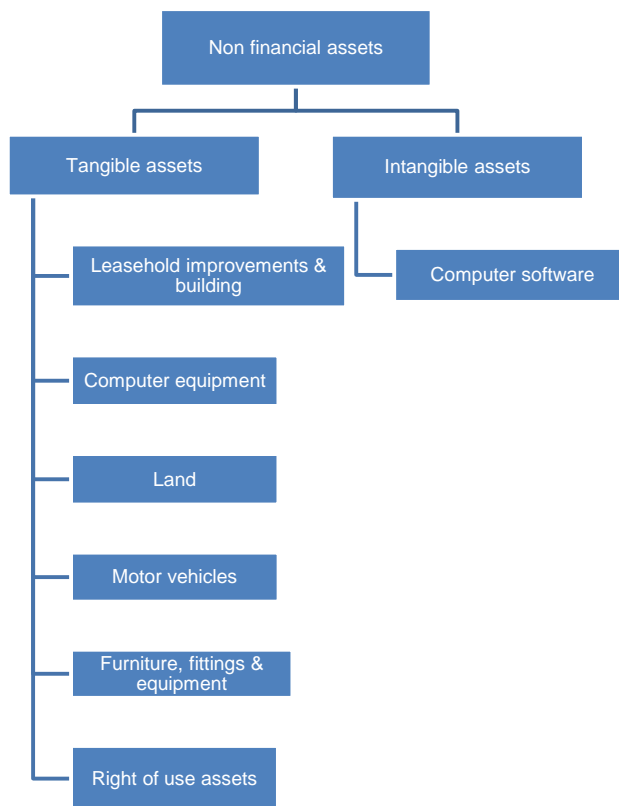 Non financial assets
Tangible assets
Intangible assets
Leasehold improvements &
building
Computer software
Computer equipment
Land
Motor vehicles
Furniture, fittings &
equipment
Right of use assets